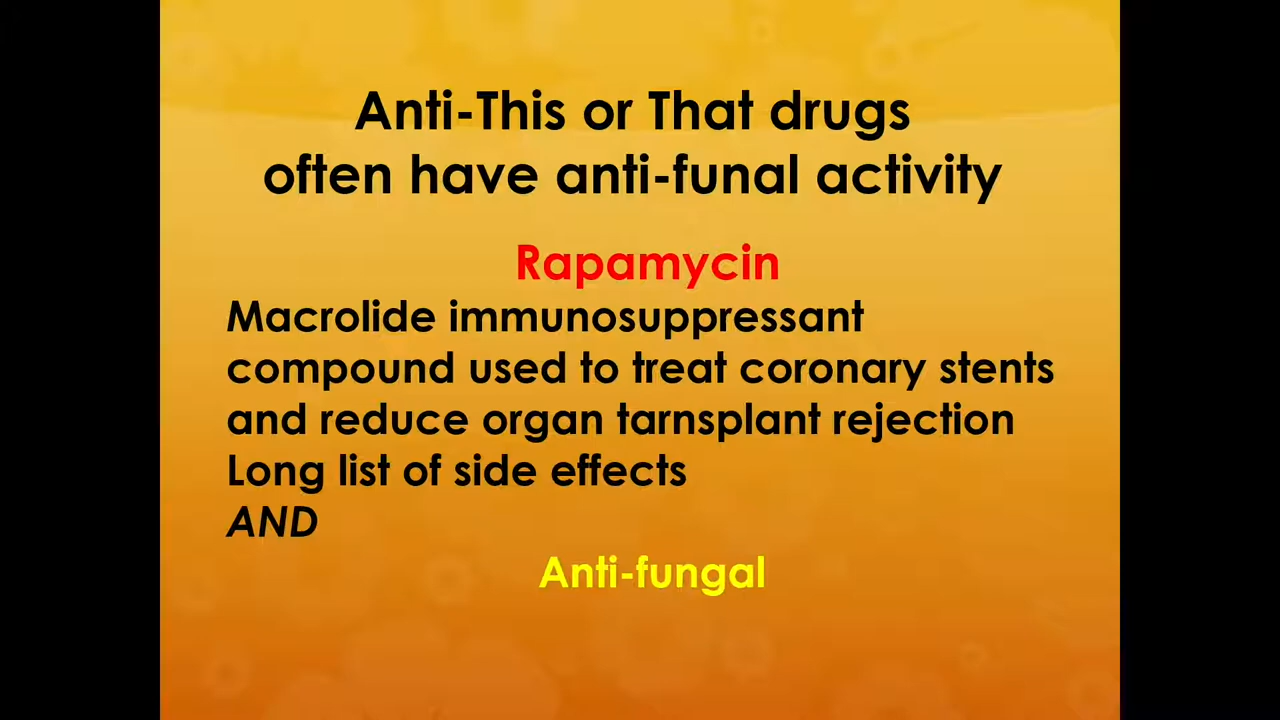 Anti-This or That drugs
often have anti-funal activity
Rapamycin
Macrolide immunosuppressant
compound used to treat coronary stents
and reduce organ tarnsplant rejection
Long list of side effects
AND
Anti-fungal